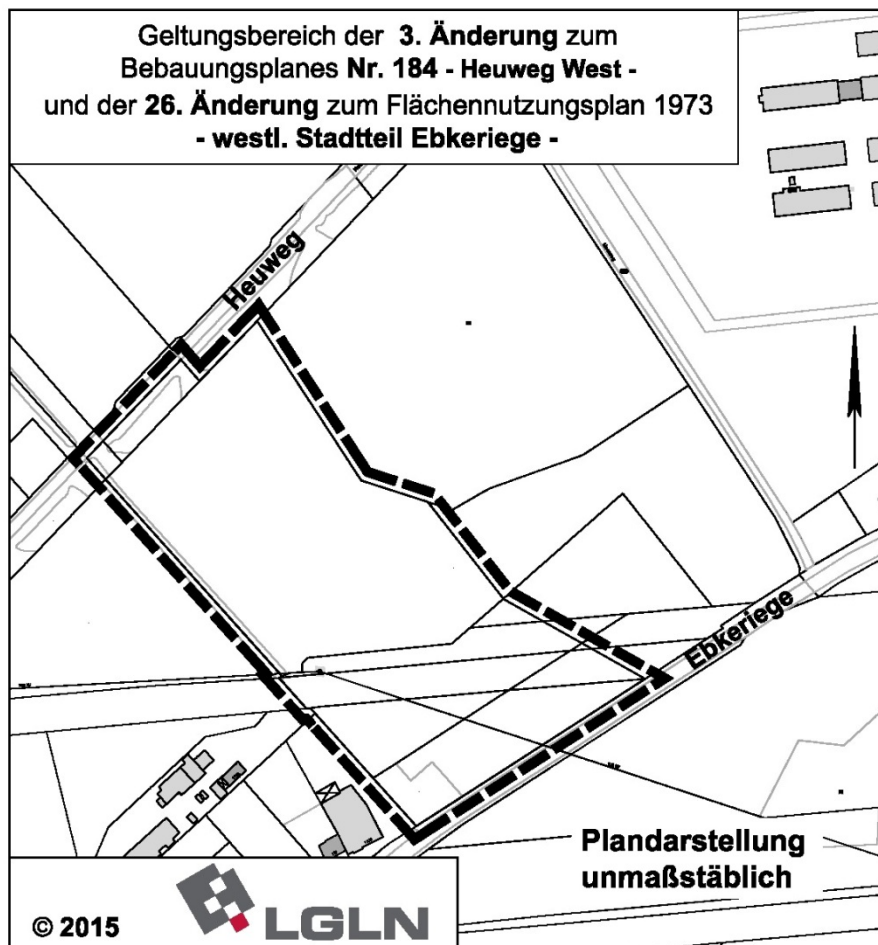 Geltungsbereich der 3. Änderung zum
Bebauungsplanes Nr. 184 - Heuweg West -
und der 26. Änderung zum Flächennutzungsplan 1973
- westl. Stadtteil Ebkeriege -
Heuweg
Ebkeriege
Plandarstellung
unmaßstäblich
© 2015
LGLN